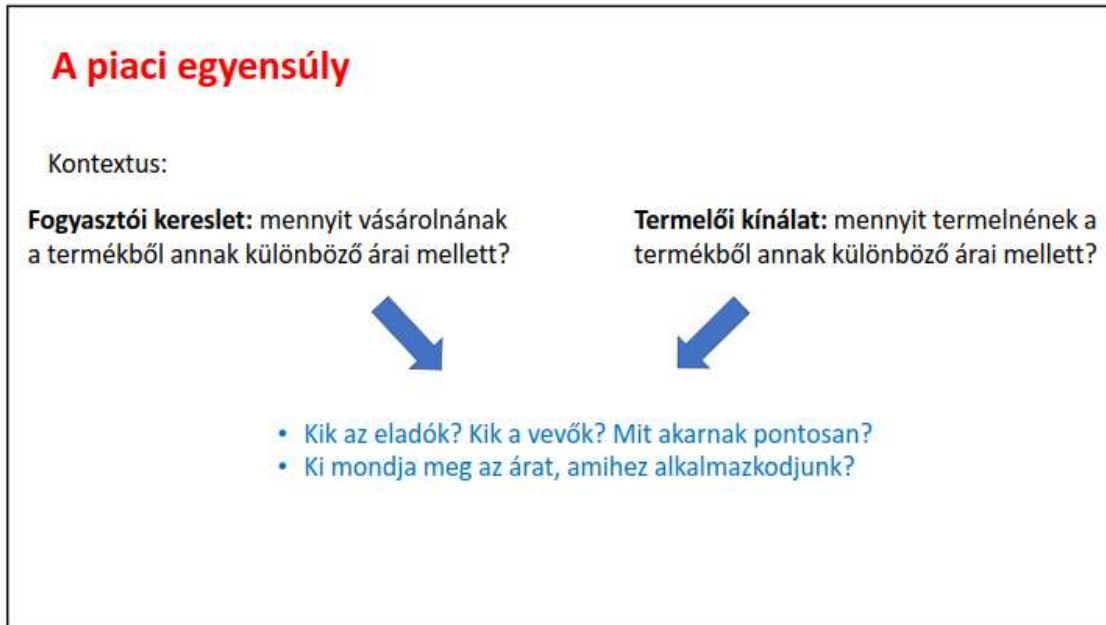 A piaci egyensúly
Kontextus:
Fogyasztói kereslet: mennyit vásárolnának
a termékből annak különböző árai mellett?
Termelői kínálat: mennyit termelnének a
termékből annak különböző árai mellett?
• Kik az eladók? Kik a vevők? Mit akarnak pontosan?
• Ki mondja meg az árat, amihez alkalmazkodjunk?